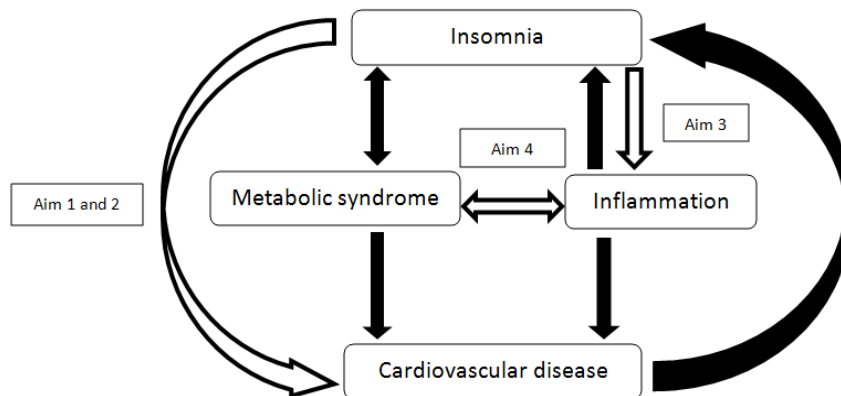 Insomnia
Aim 3
Aim 4
Aim 1 and 2
Metabolic syndrome
Inflammation
Cardiovascular disease